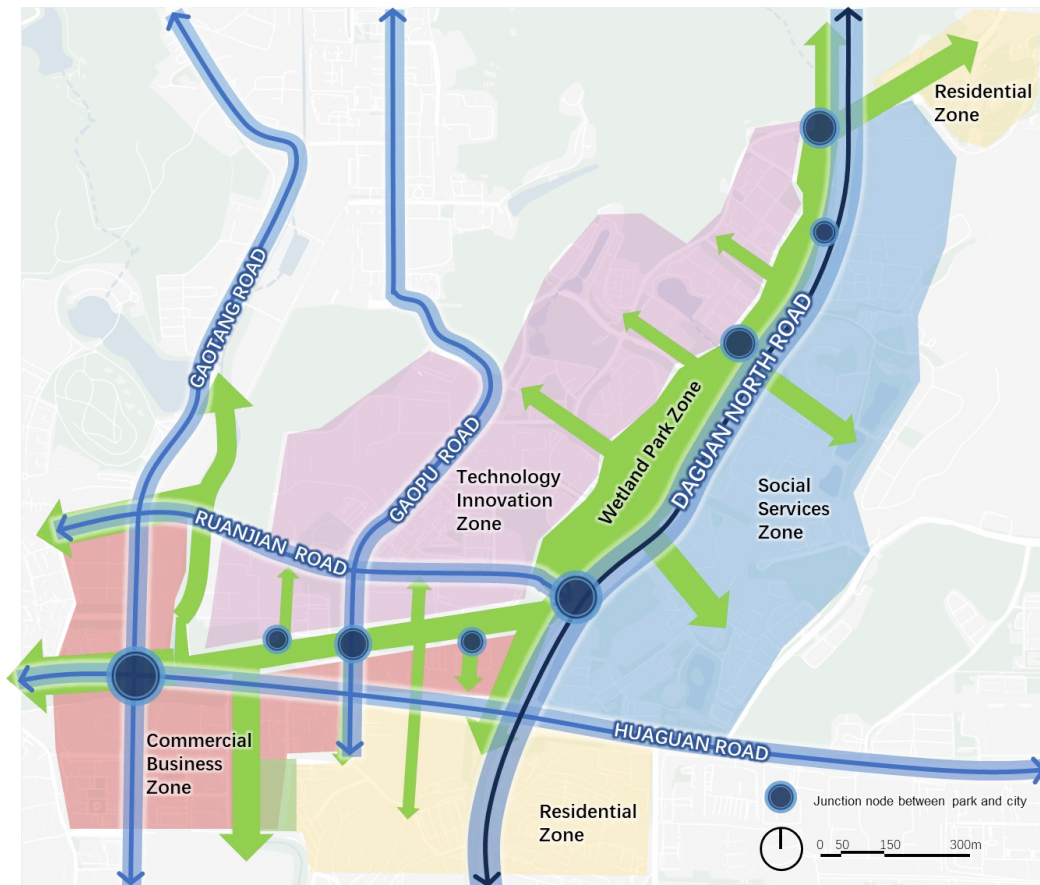 Residential
Zone
GAOTANG ROAD
DAGUAN NORTH ROAD
Wetland Park Zone
GAOPU ROAD
Technology
Innovation
Zone
Social
Services
Zone
RUANJIAN ROAD
HUAGUAN ROAD
Commercial
Business
Zone
Residential
Zone
Junction node between park and city
0 50 150 300m